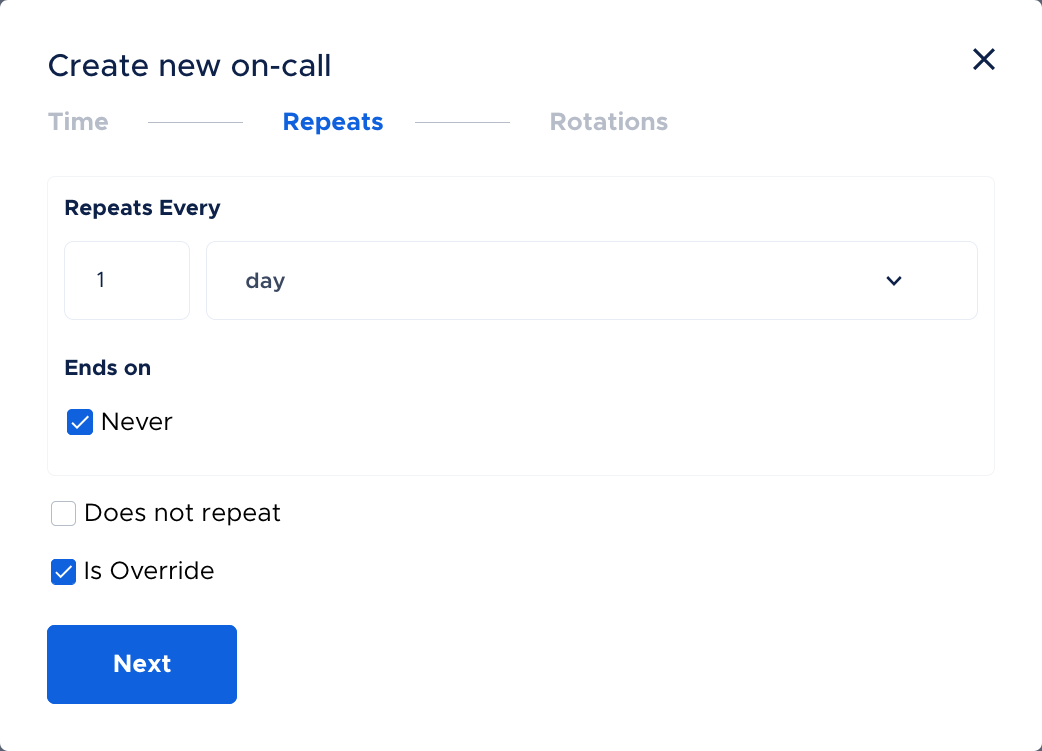 Create new on-call
Time Repeats Rotations
Repeats Every
1 day
Ends on
Never
Does not repeat
Is Override
Next